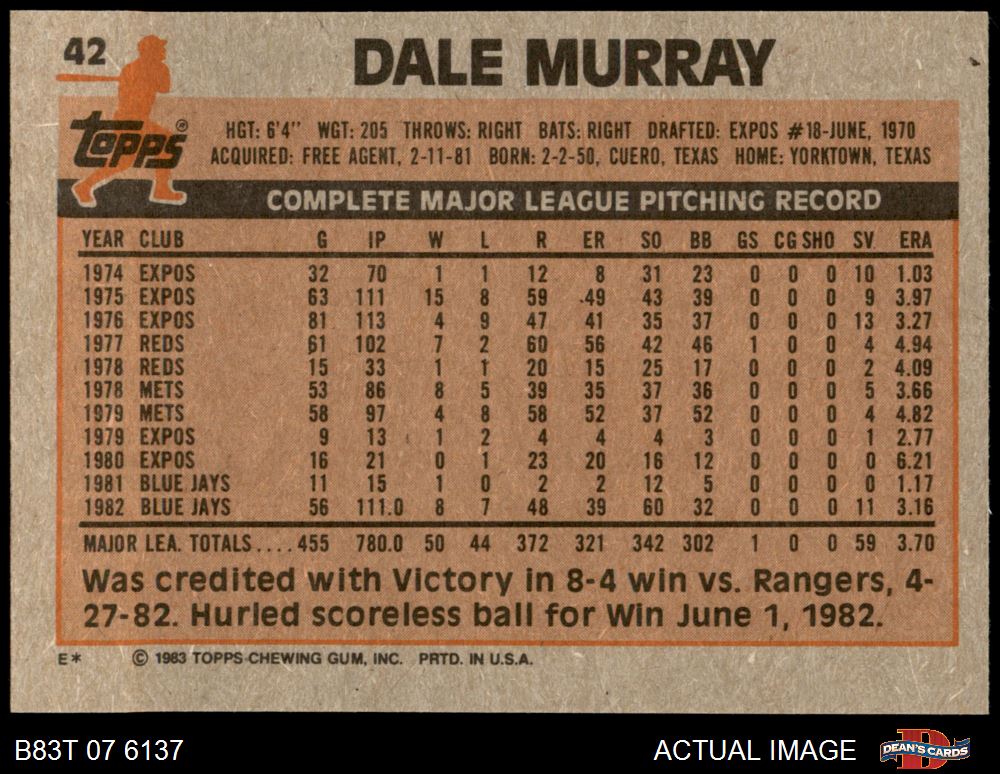 42 DALE MURRAY
Topps®
HGT: 6'4" WGT: 205 THROWS: RIGHT BATS: RIGHT DRAFTED: EXPOS #18-JUNE, 1970
ACQUIRED: FREE AGENT, 2-11-81 BORN: 2-2-50, CUERO, TEXAS HOME: YORKTOWN, TEXAS
COMPLETE MAJOR LEAGUE PITCHING RECORD
YEAR CLUB G IP W L R ER SO BB GS CG SHO SV ERA
1974 EXPOS 32 70 1 1 12 8 31 23 0 0 0 10 1.03
1975 EXPOS 63 111 15 8 59 49 43 39 0 0 0 9 3.97
1976 EXPOS 81 113 4 9 47 41 35 37 0 0 0 13 3.27
1977 REDS 61 102 7 2 60 56 42 46 1 0 0 4 4.94
1978 REDS 15 33 1 1 20 15 25 17 0 0 0 2 4.09
1978 METS 53 86 8 5 39 35 37 36 0 0 0 5 3.66
1979 METS 58 97 4 8 58 52 37 52 0 0 0 4 4.82
1979 EXPOS 9 13 1 2 4 4 4 3 0 0 0 1 2.77
1980 EXPOS 16 21 0 1 23 20 16 12 0 0 0 0 6.21
1981 BLUE JAYS 11 15 1 0 2 2 12 5 0 0 0 0 1.17
1982 BLUE JAYS 56 111.0 8 7 48 39 60 32 0 0 0 11 3.16
MAJOR LEA. TOTALS.... 455 780.0 50 44 372 321 342 302 1 0 0 59 3.70
Was credited with Victory in 8-4 win vs. Rangers, 4-
27-82. Hurled scoreless ball for Win June 1, 1982.
E* © 1983 TOPPS CHEWING GUM, INC. PRTD. IN U.S.A.
B83T 07 6137 ACTUAL IMAGE DEAN'S CARDS